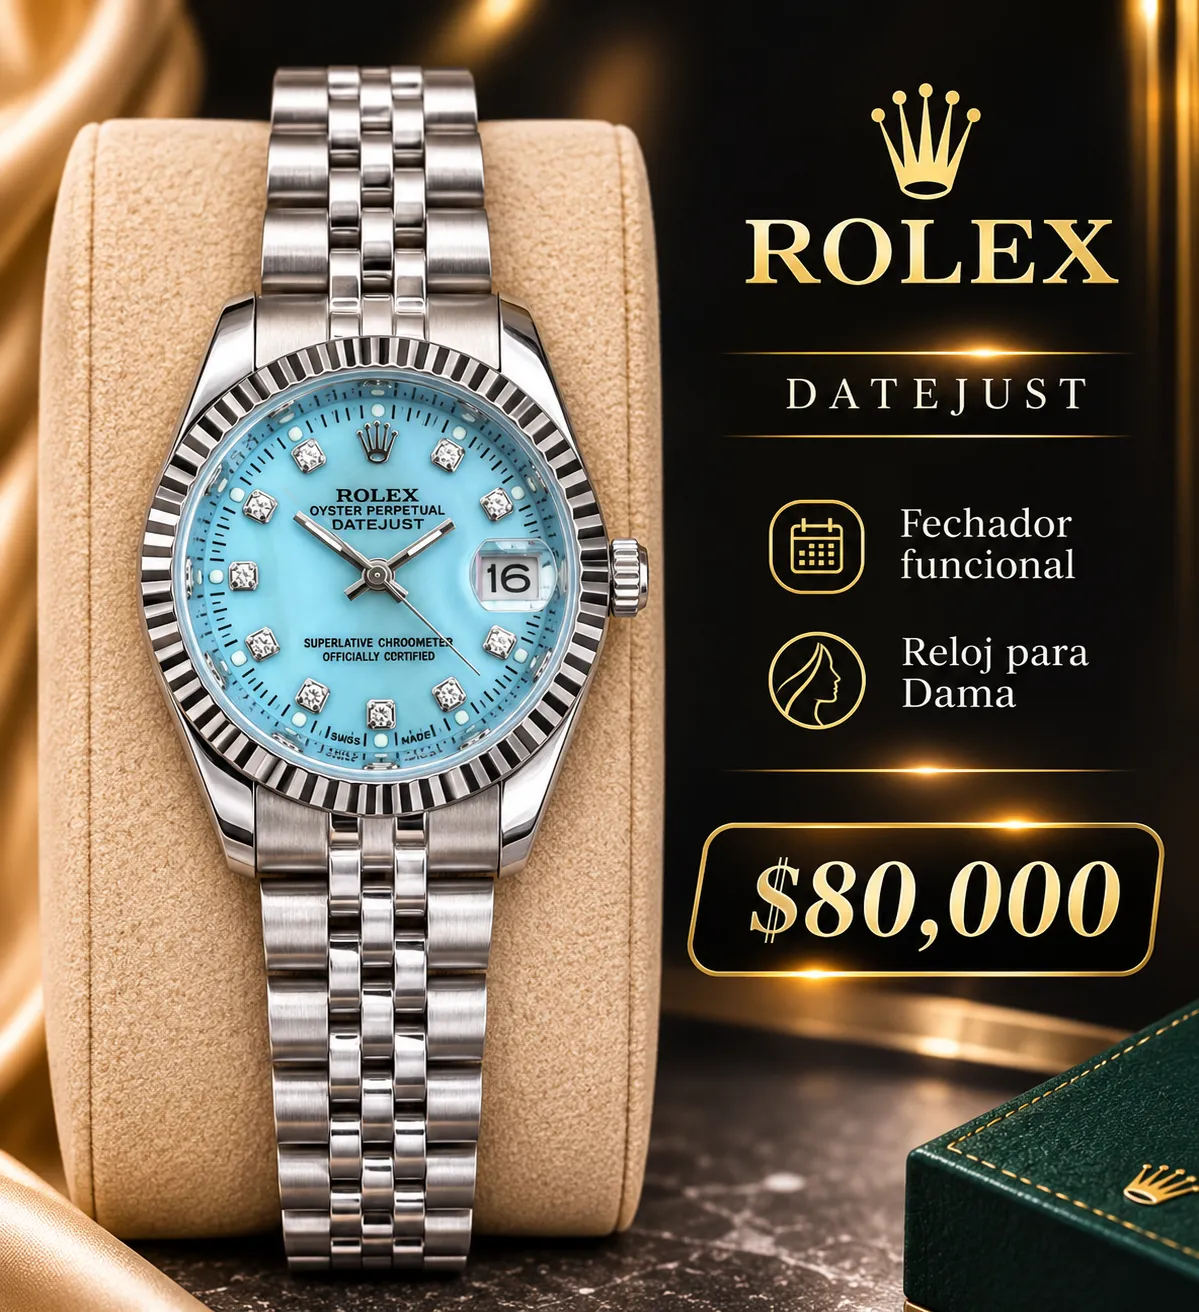 ROLEX
OYSTER PERPETUAL
DATEJUST
16
SUPERLATIVE CHROOMETER
OFFICIALLY CERTIFIED
SWISS MADE
ROLEX
DATEJUST
Fechador
funcional
Reloj para
Dama
$80,000